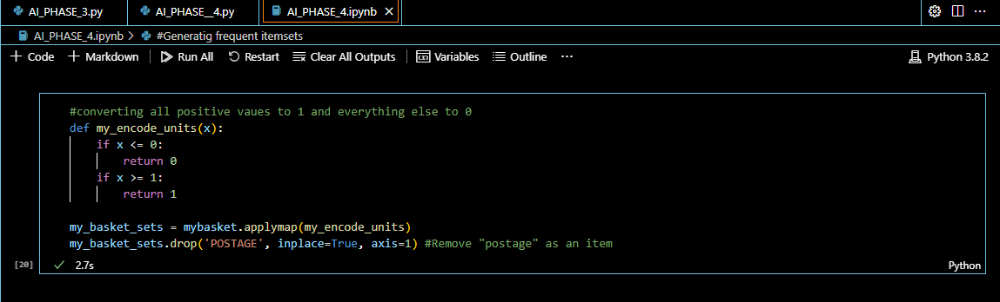 AI_PHASE_3.py AI_PHASE__4.py AI_PHASE_4.ipynb
AI_PHASE_4.ipynb > #Generatig frequent itemsets
Code Markdown Run All Restart Clear All Outputs Variables Outline ... Python 3.8.2
#converting all positive vaues to 1 and everything else to 0
def my_encode_units(x):
    if x <= 0:
        return 0
    if x >= 1:
        return 1
my_basket_sets = mybasket.applymap(my_encode_units)
my_basket_sets.drop('POSTAGE', inplace=True, axis=1) #Remove "postage" as an item
[20] 2.7s Python